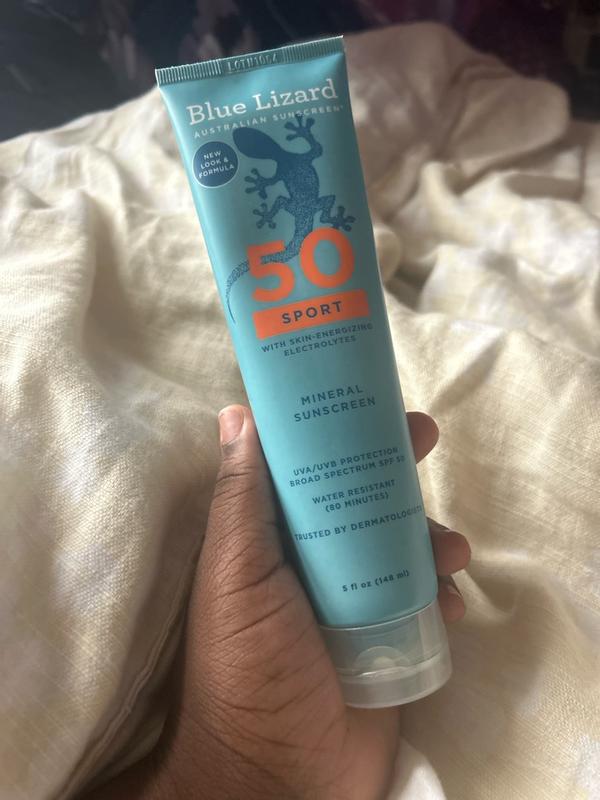 Blue Lizard
AUSTRALIAN SUNSCREEN
NEW
LOOK &
FORMULA
50
SPORT
WITH SKIN-ENERGIZING
ELECTROLYTES
MINERAL
SUNSCREEN
UVA/UVB PROTECTION
BROAD SPECTRUM SPF 50
WATER RESISTANT
(80 MINUTES)
TRUSTED BY DERMATOLOGISTS
5 fl oz (148 ml)